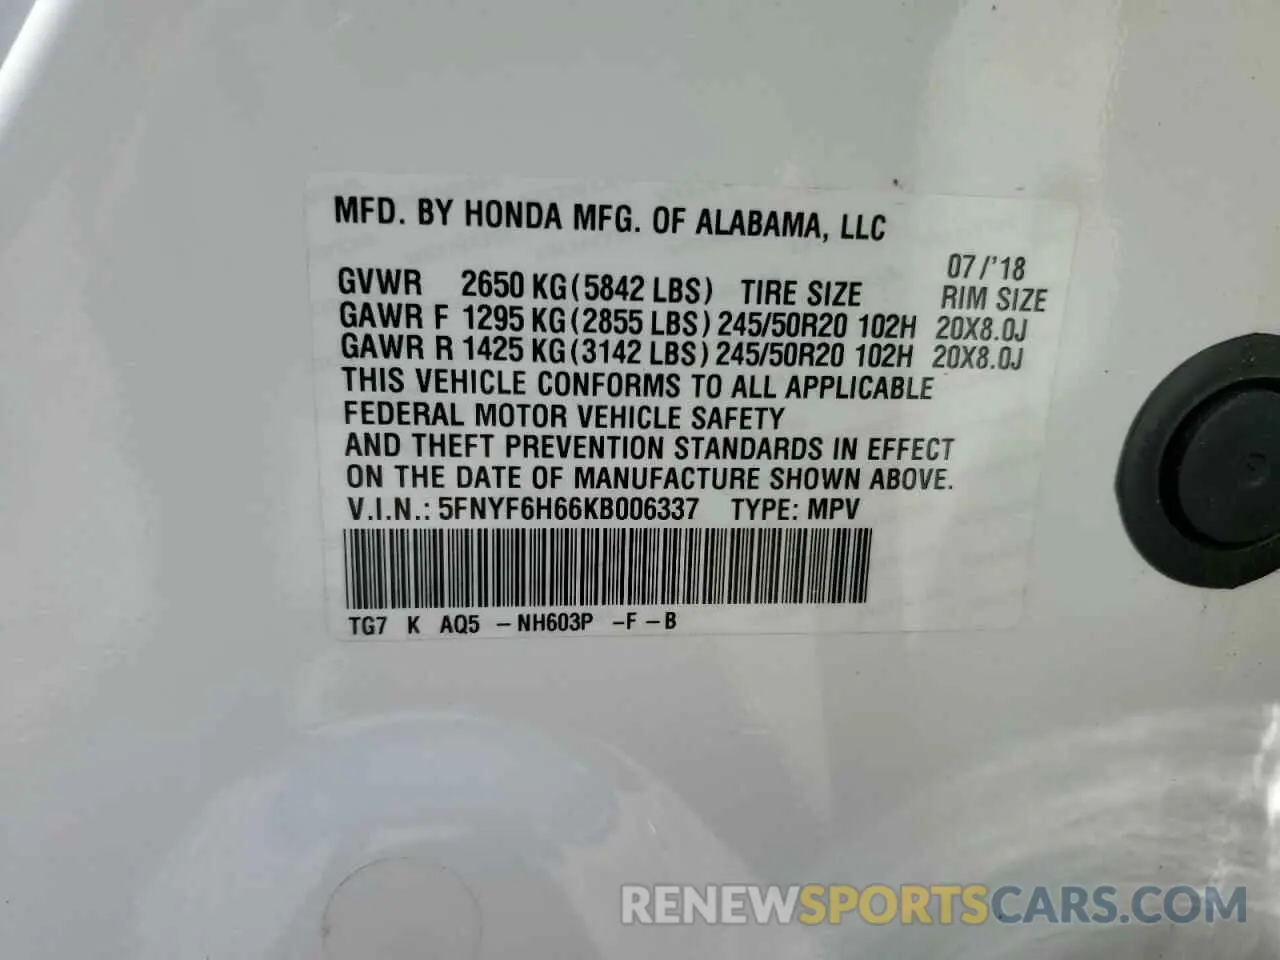 MFD. BY HONDA MFG. OF ALABAMA, LLC
07/'18
GVWR 2650 KG (5842 LBS) TIRE SIZE RIM SIZE
GAWR F 1295 KG (2855 LBS) 245/50R20 102H 20X8.0J
GAWR R 1425 KG (3142 LBS) 245/50R20 102H 20X8.0J
THIS VEHICLE CONFORMS TO ALL APPLICABLE
FEDERAL MOTOR VEHICLE SAFETY
AND THEFT PREVENTION STANDARDS IN EFFECT
ON THE DATE OF MANUFACTURE SHOWN ABOVE.
V.I.N.: 5FNYF6H66KB006337 TYPE: MPV
TG7 K AQ5 -NH603P -F-B
RENEWSPORTSCARS.COM